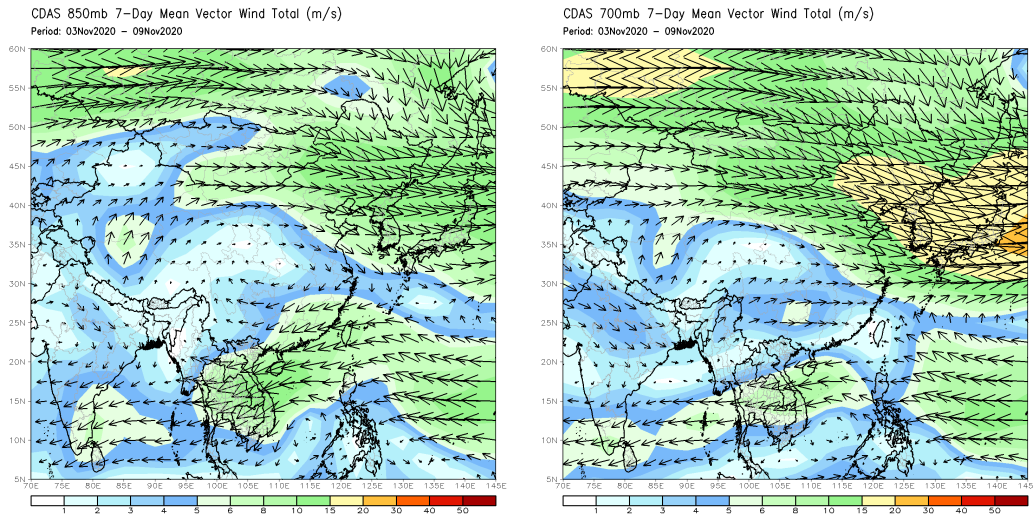 CDAS 850mb 7-Day Mean Vector Wind Total (m/s)
Period: 03Nov2020 - 09Nov2020
60N
55N
50N
45N
40N
35N
30N
25N
20N
15N
10N
5N
70E 75E 80E 85E 90E 95E 100E 105E 110E 115E 120E 125E 130E 135E 140E 145E
1 2 3 4 5 6 8 10 15 20 30 40 50
CDAS 700mb 7-Day Mean Vector Wind Total (m/s)
Period: 03Nov2020 - 09Nov2020
60N
55N
50N
45N
40N
35N
30N
25N
20N
15N
10N
5N
70E 75E 80E 85E 90E 95E 100E 105E 110E 115E 120E 125E 130E 135E 140E 145E
1 2 3 4 5 6 8 10 15 20 30 40 50